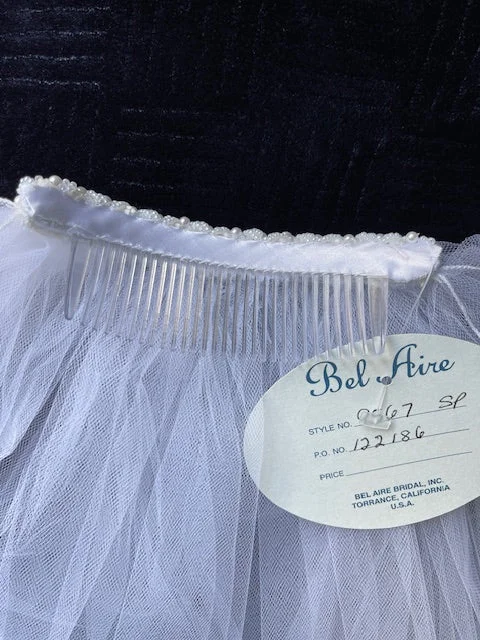 Bel Aire
STYLE NO. SP
P.O. NO. 122186
PRICE
BEL AIRE BRIDAL, INC.
TORRANCE, CALIFORNIA
U.S.A.